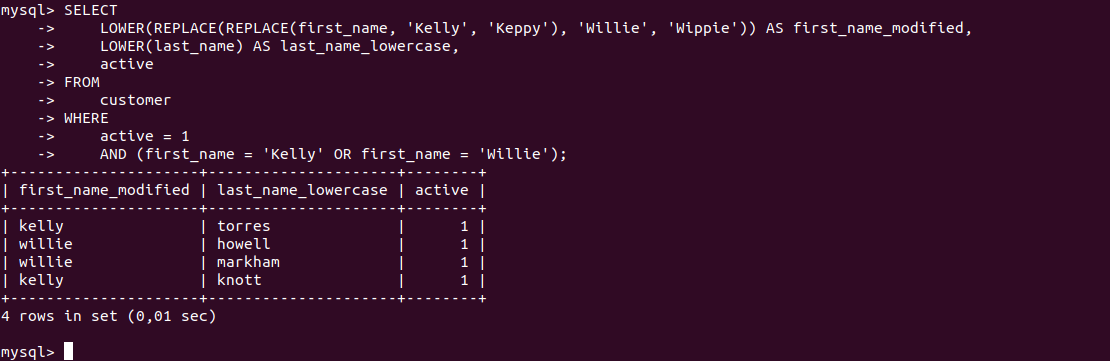 mysql> SELECT
    ->     LOWER(REPLACE(REPLACE(first_name, 'Kelly', 'Keppy'), 'Willie', 'Wippie')) AS first_name_modified,
    ->     LOWER(last_name) AS last_name_lowercase,
    ->     active
    -> FROM
    ->     customer
    -> WHERE
    ->     active = 1
    ->     AND (first_name = 'Kelly' OR first_name = 'Willie');
+---------------------+---------------------+--------+
| first_name_modified | last_name_lowercase | active |
+---------------------+---------------------+--------+
| kelly               | torres              |      1 |
| willie              | howell              |      1 |
| willie              | markham             |      1 |
| kelly               | knott               |      1 |
+---------------------+---------------------+--------+
4 rows in set (0,01 sec)

mysql>